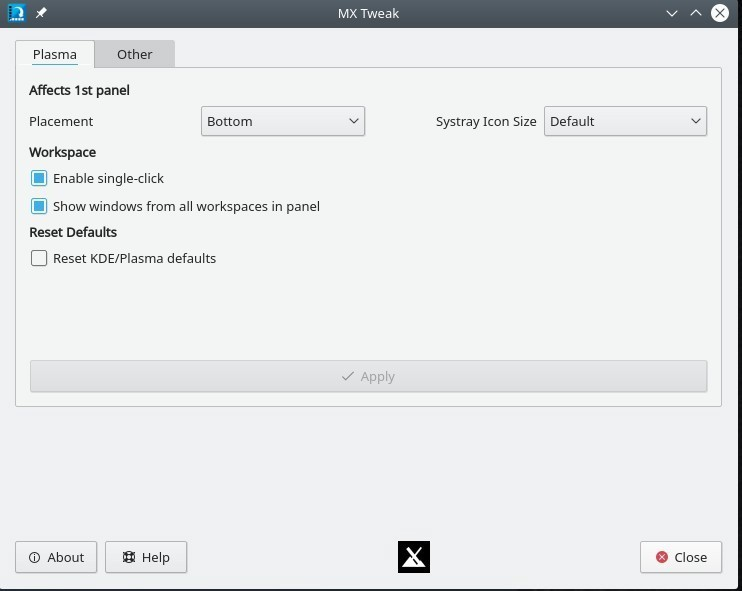 MX Tweak
Plasma Other
Affects 1st panel
Placement Bottom Systray Icon Size Default
Workspace
Enable single-click
Show windows from all workspaces in panel
Reset Defaults
Reset KDE/Plasma defaults
Apply
About Help Close